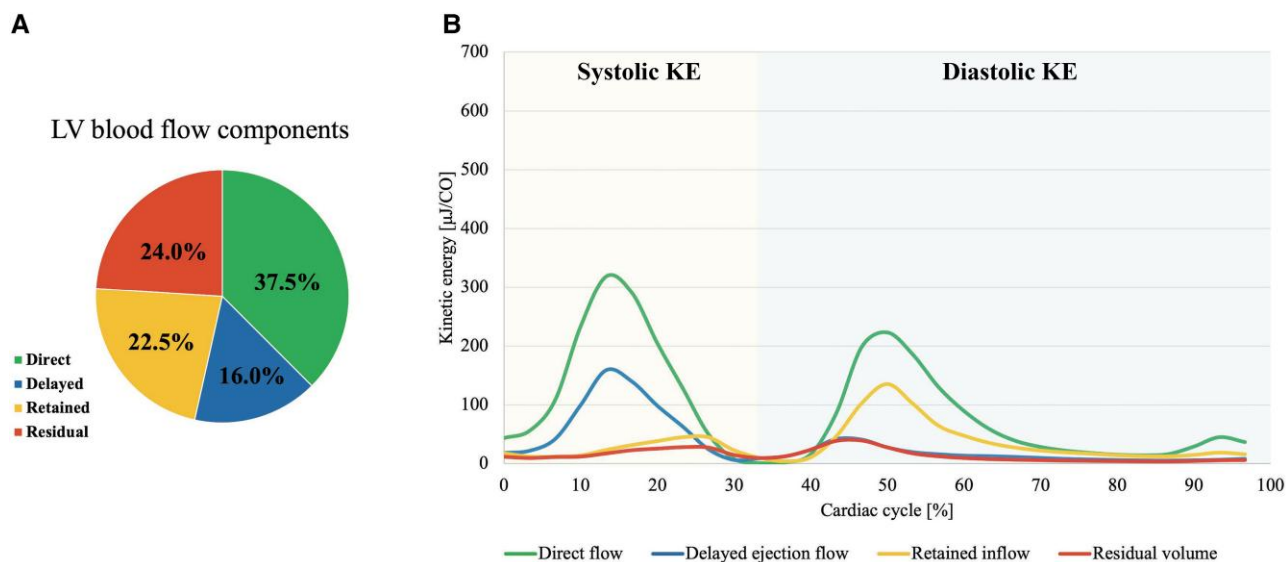 A
LV blood flow components
24.0%
37.5%
22.5%
16.0%
Direct
Delayed
Retained
Residual
B
Systolic KE
Diastolic KE
Kinetic energy [µJ/CO]
700
600
500
400
300
200
100
0
0 10 20 30 40 50 60 70 80 90 100
Cardiac cycle [%]
Direct flow Delayed ejection flow Retained inflow Residual volume